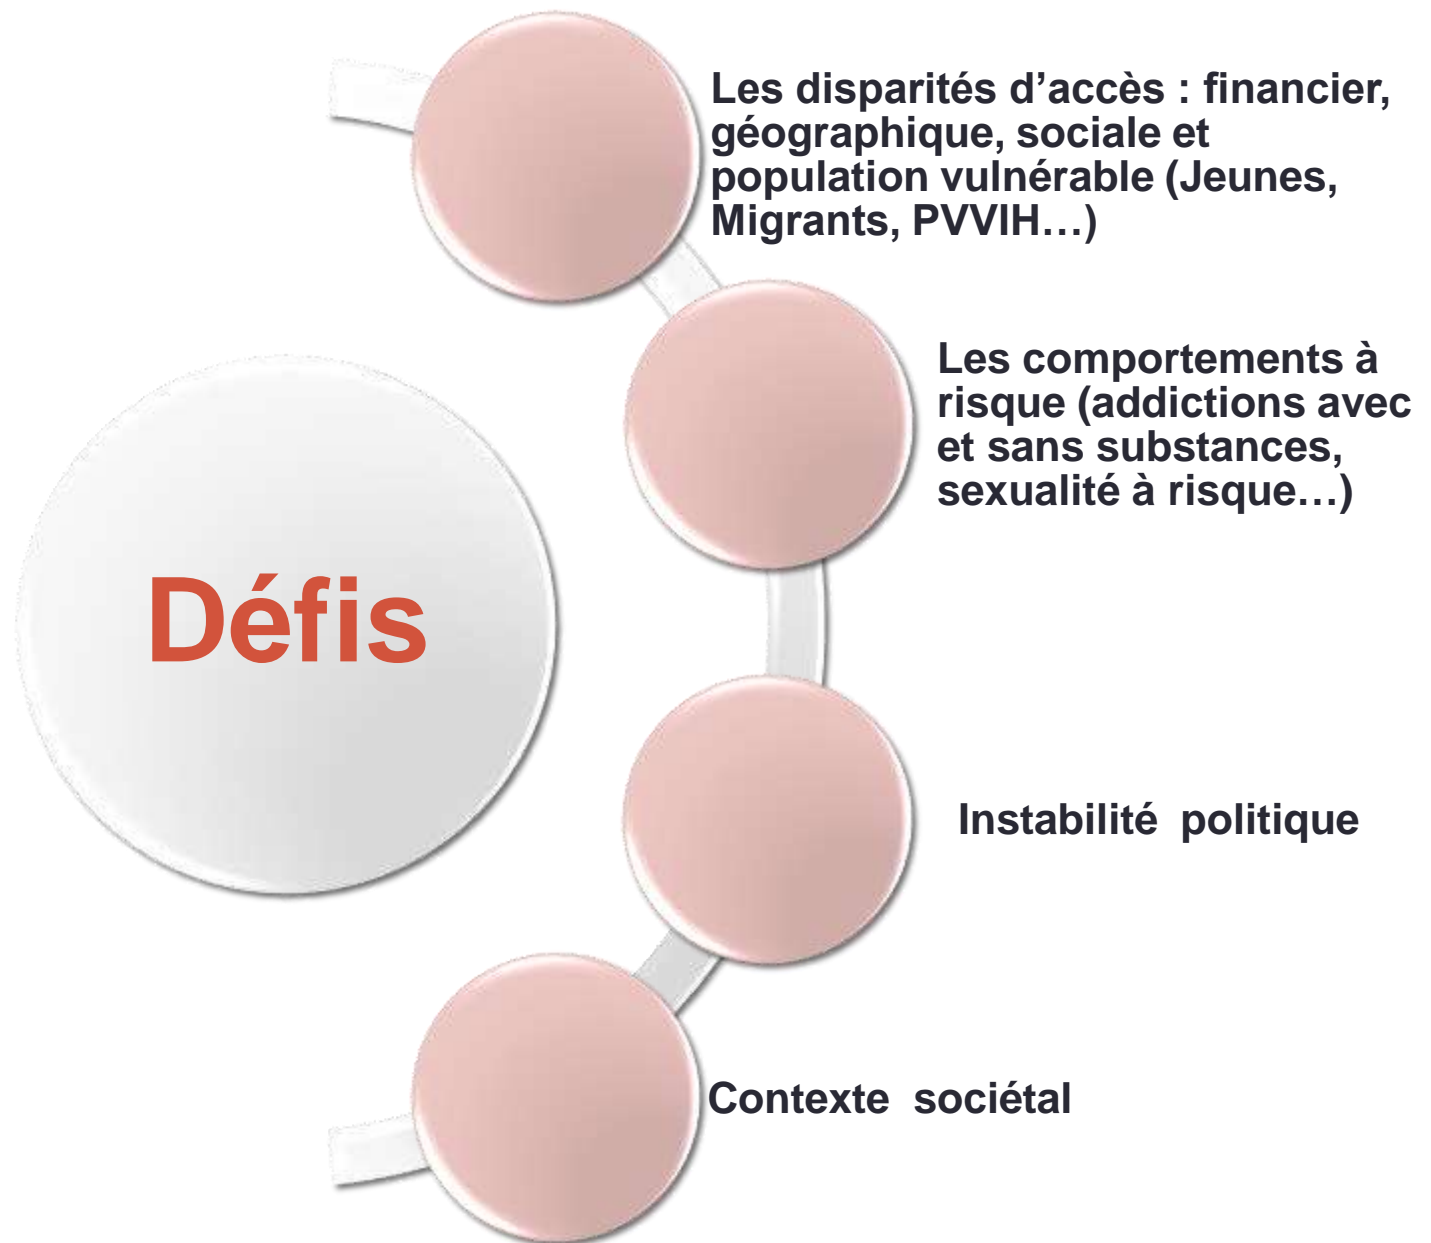 Les disparités d’accès : financier,
géographique, sociale et
population vulnérable (Jeunes,
Migrants, PVVIH…)
Les comportements à
risque (addictions avec
et sans substances,
sexualité à risque…)
Défis
Instabilité politique
Contexte sociétal